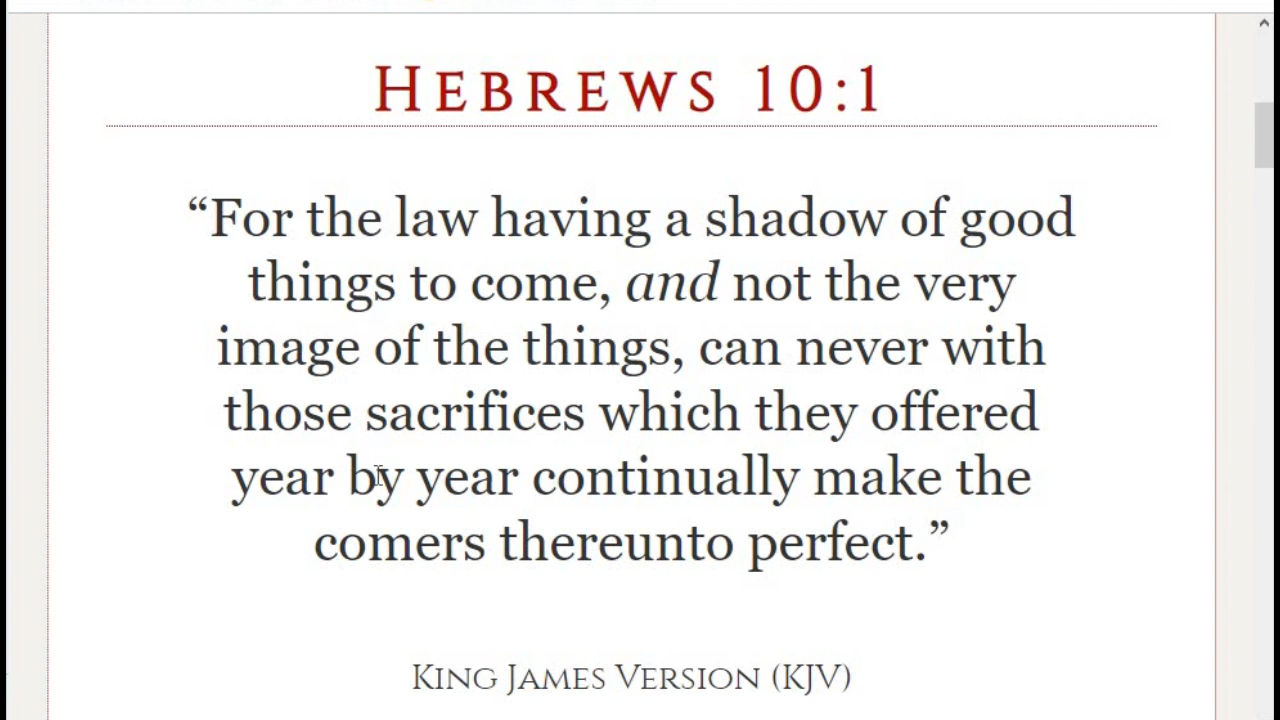 HEBREWS 10:1
“For the law having a shadow of good
things to come, and not the very
image of the things, can never with
those sacrifices which they offered
year by year continually make the
comers thereunto perfect.”
KING JAMES VERSION (KJV)